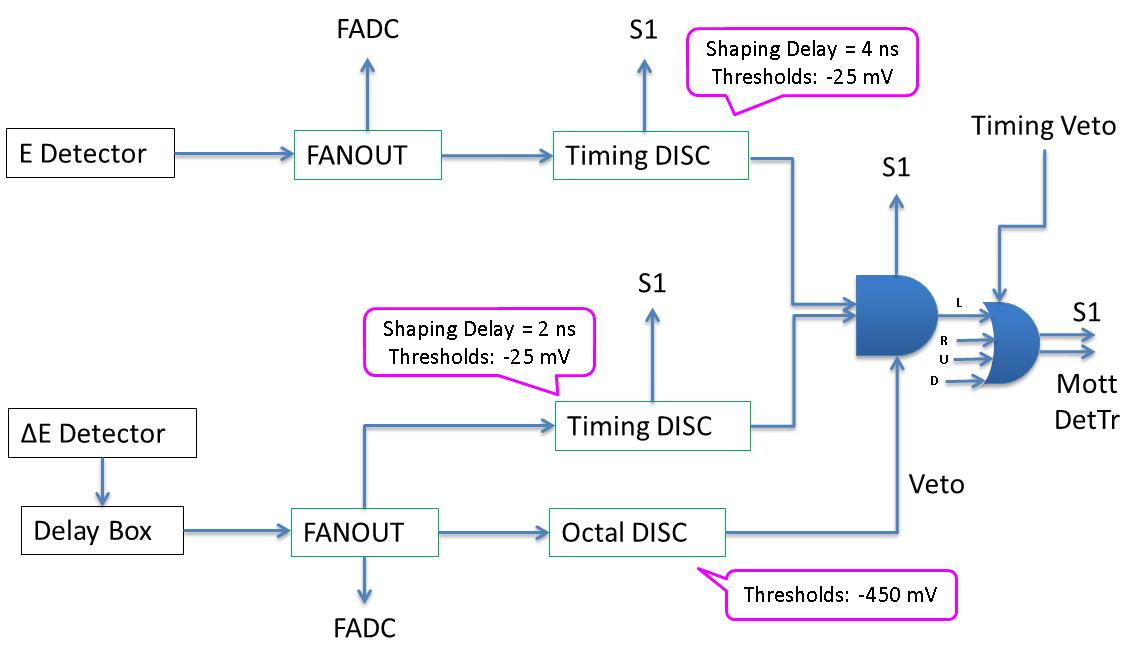 FADC
S1
Shaping Delay = 4 ns
Thresholds: -25 mV
Timing Veto
E Detector
FANOUT
Timing DISC
S1
S1
L
S1
Shaping Delay = 2 ns
Thresholds: -25 mV
R
U
D
Mott
DetTr
ΔE Detector
Timing DISC
Veto
Delay Box
FANOUT
Octal DISC
Thresholds: -450 mV
FADC